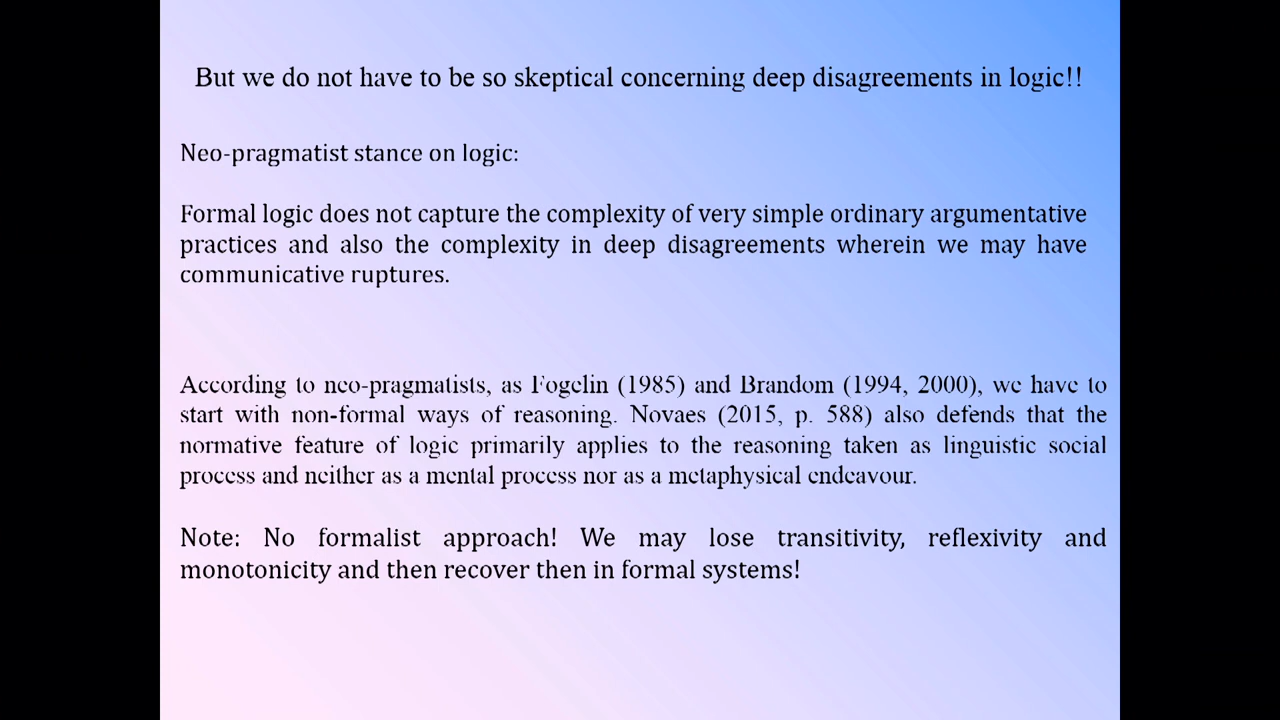 But we do not have to be so skeptical concerning deep disagreements in logic!!
Neo-pragmatist stance on logic:
Formal logic does not capture the complexity of very simple ordinary argumentative
practices and also the complexity in deep disagreements wherein we may have
communicative ruptures.
According to neo-pragmatists, as Fogelin (1985) and Brandom (1994, 2000), we have to
start with non-formal ways of reasoning. Novaes (2015, p. 588) also defends that the
normative feature of logic primarily applies to the reasoning taken as linguistic social
process and neither as a mental process nor as a metaphysical endeavour.
Note: No formalist approach! We may lose transitivity, reflexivity and
monotonicity and then recover then in formal systems!